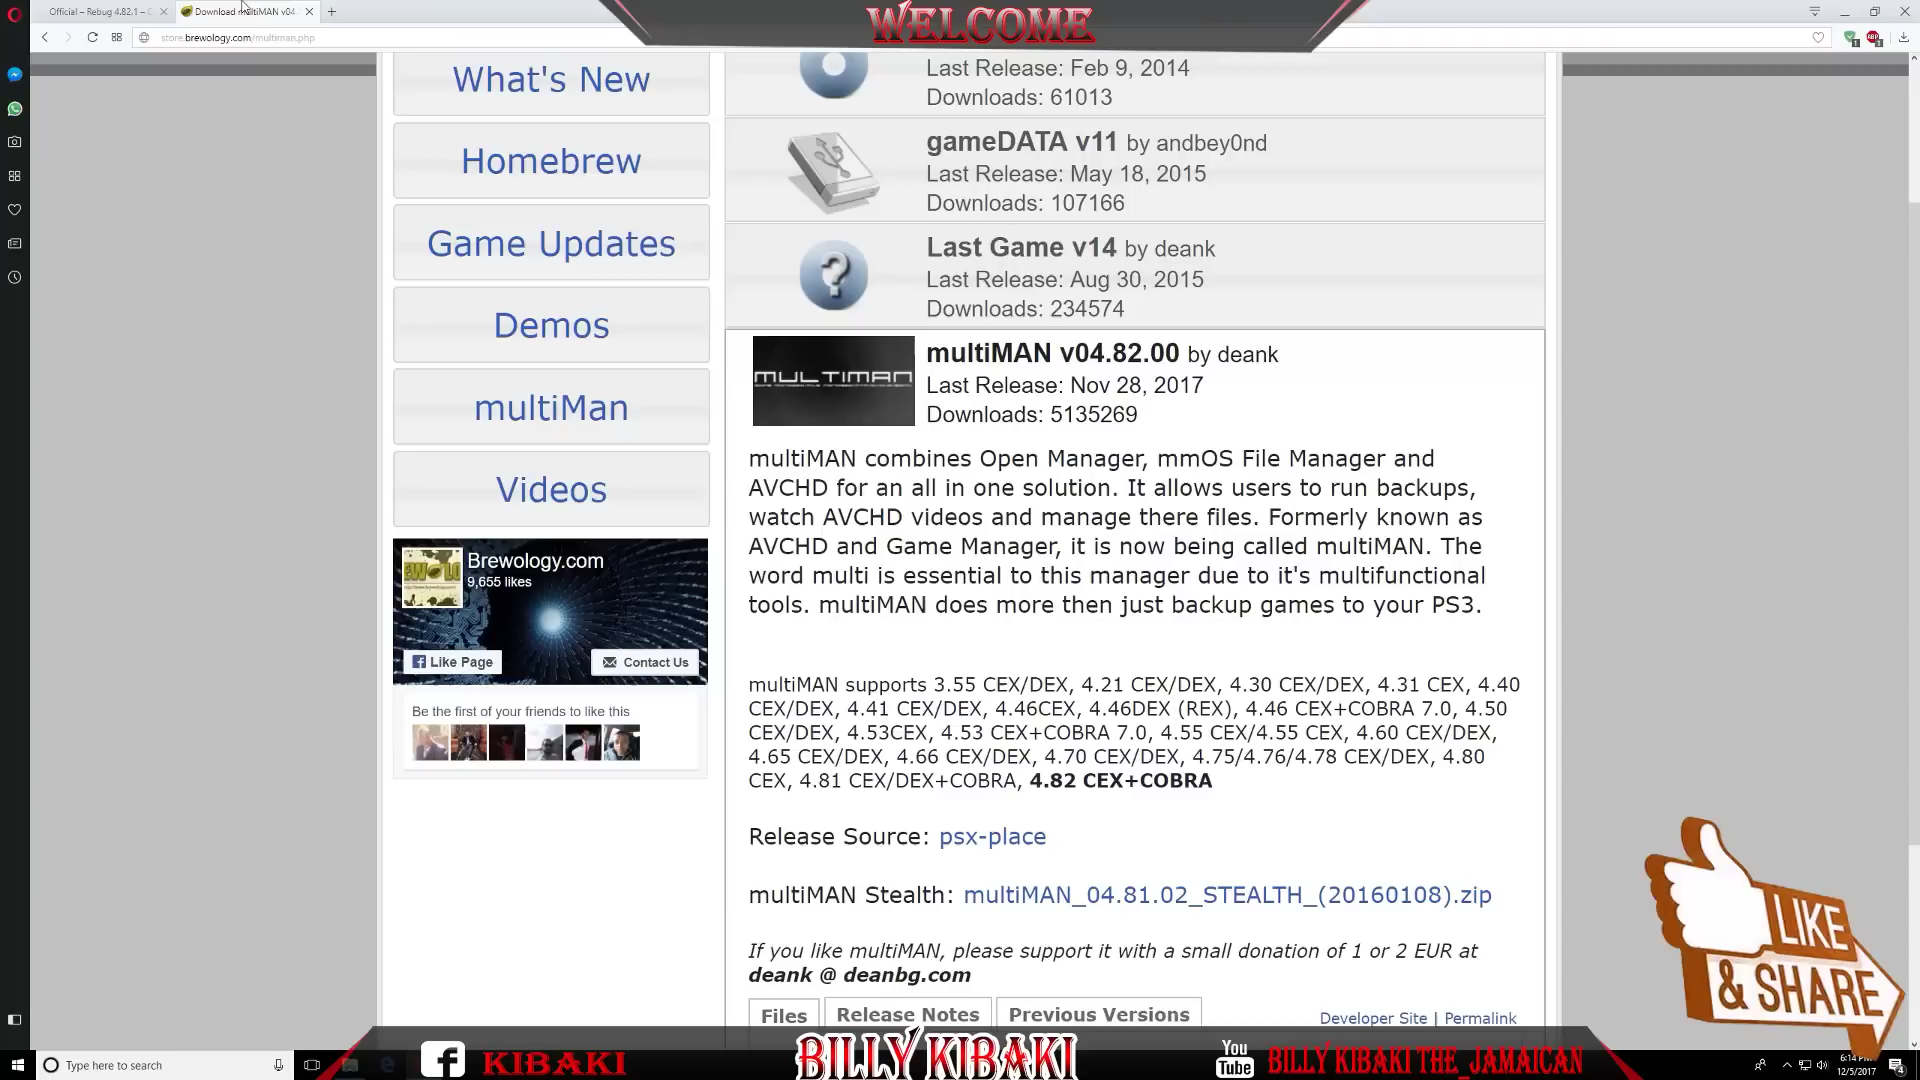 Official – Rebug 4.82.1 – C
Download multiMAN v04.
WELCOME
store.brewology.com/multiman.php
What's New
Homebrew
Game Updates
Demos
multiMan
Videos
Brewology.com
9,655 likes
Like Page
Contact Us
Be the first of your friends to like this
Last Release: Feb 9, 2014
Downloads: 61013
gameDATA v11 by andbey0nd
Last Release: May 18, 2015
Downloads: 107166
Last Game v14 by deank
Last Release: Aug 30, 2015
Downloads: 234574
MULTIMAN
multiMAN v04.82.00 by deank
Last Release: Nov 28, 2017
Downloads: 5135269
multiMAN combines Open Manager, mmOS File Manager and
AVCHD for an all in one solution. It allows users to run backups,
watch AVCHD videos and manage there files. Formerly known as
AVCHD and Game Manager, it is now being called multiMAN. The
word multi is essential to this manager due to it's multifunctional
tools. multiMAN does more then just backup games to your PS3.
multiMAN supports 3.55 CEX/DEX, 4.21 CEX/DEX, 4.30 CEX/DEX, 4.31 CEX, 4.40
CEX/DEX, 4.41 CEX/DEX, 4.46CEX, 4.46DEX (REX), 4.46 CEX+COBRA 7.0, 4.50
CEX/DEX, 4.53CEX, 4.53 CEX+COBRA 7.0, 4.55 CEX/4.55 CEX, 4.60 CEX/DEX,
4.65 CEX/DEX, 4.66 CEX/DEX, 4.70 CEX/DEX, 4.75/4.76/4.78 CEX/DEX, 4.80
CEX, 4.81 CEX/DEX+COBRA, 4.82 CEX+COBRA
Release Source: psx-place
multiMAN Stealth: multiMAN_04.81.02_STEALTH_(20160108).zip
If you like multiMAN, please support it with a small donation of 1 or 2 EUR at
deank @ deanbg.com
Files
Release Notes
Previous Versions
Developer Site | Permalink
LIKE
& SHARE
Type here to search
KIBAKI
BILLY KIBAKI
You
Tube
BILLY KIBAKI THE_JAMAICAN
6:14 P
12/5/2017